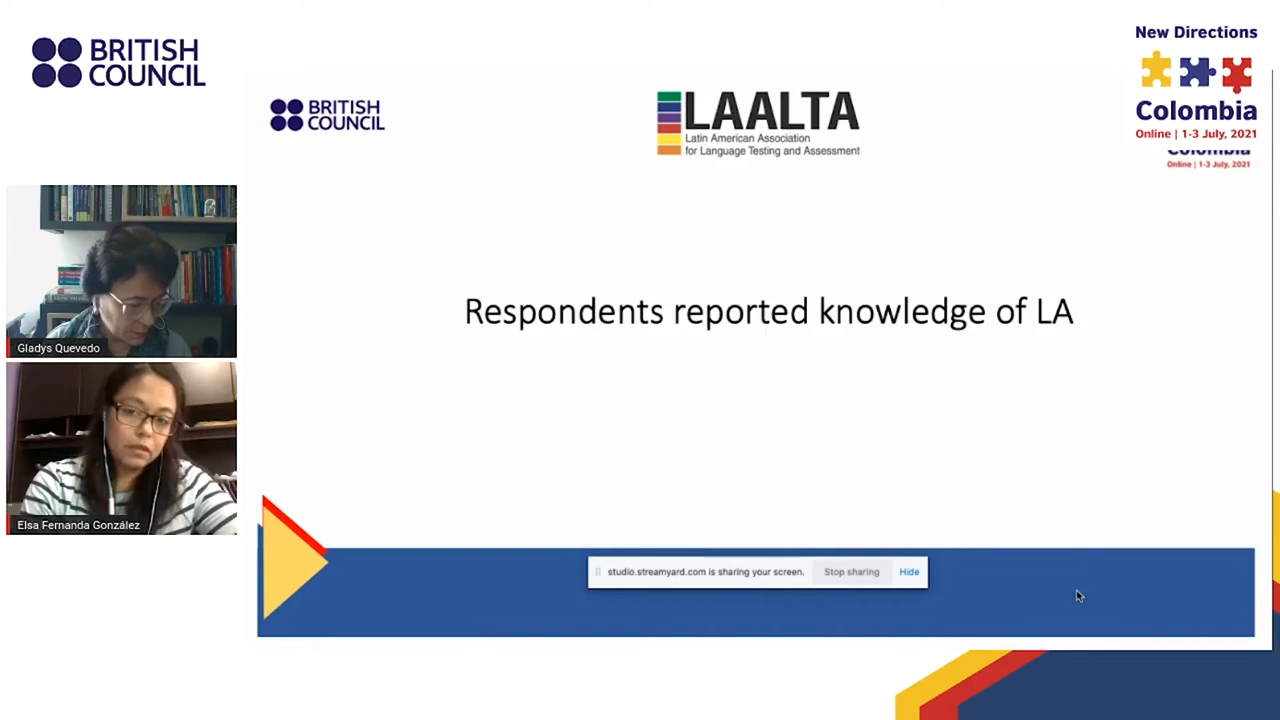 BRITISH
COUNCIL
New Directions
Colombia
Online | 1-3 July, 2021
BRITISH
COUNCIL
LAALTA
Latin American Association
for Language Testing and Assessment
Colombia
Online | 1-3 July, 2021
Gladys Quevedo
Respondents reported knowledge of LA
Elsa Fernanda González
studio.streamyard.com is sharing your screen.
Stop sharing
Hide